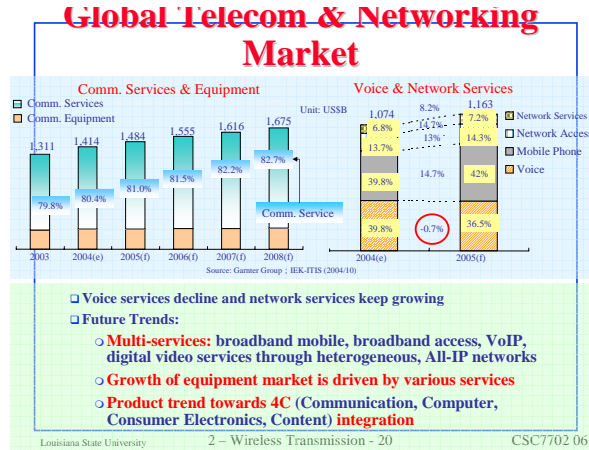 Global Telecom & Networking
Market
Comm. Services & Equipment
Comm. Services
Comm. Equipment
Unit: US$B
1,311
1,414
1,484
1,555
1,616
1,675
79.8%
80.4%
81.0%
81.5%
82.2%
82.7%
Comm. Service
2003
2004(e)
2005(f)
2006(f)
2007(f)
2008(f)
Voice & Network Services
1,074
8.2%
1,163
6.8%
14.7%
7.2%
13.7%
13%
14.3%
39.8%
14.7%
42%
39.8%
-0.7%
36.5%
2004(e)
2005(f)
Network Services
Network Access
Mobile Phone
Voice
Source: Garnter Group ; IEK-ITIS (2004/10)
Voice services decline and network services keep growing
Future Trends:
Multi-services: broadband mobile, broadband access, VoIP,
digital video services through heterogeneous, All-IP networks
Growth of equipment market is driven by various services
Product trend towards 4C (Communication, Computer,
Consumer Electronics, Content) integration
Louisiana State University
2 – Wireless Transmission - 20
CSC7702 06